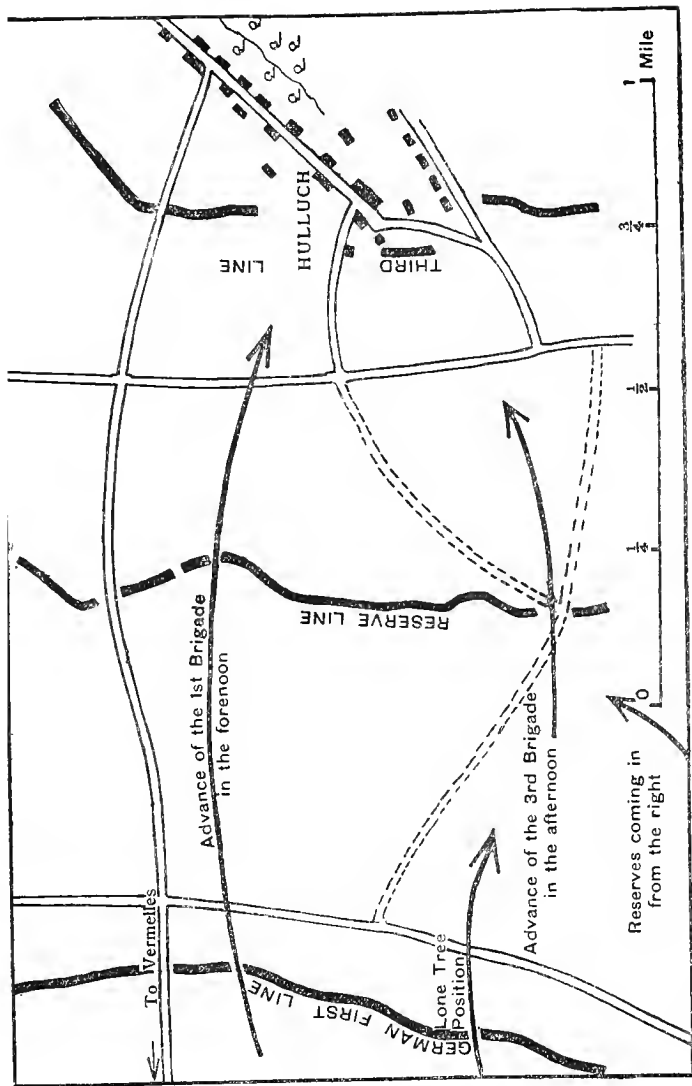 To Vermelles
GERMAN FIRST LINE
Lone Tree
Position
Advance of the 1st Brigade
in the forenoon
Advance of the 3rd Brigade
in the afternoon
Reserves coming in
from the right
RESERVE LINE
THIRD LINE
HULLUCH
0 1/4 1/2 3/4 1 Mile